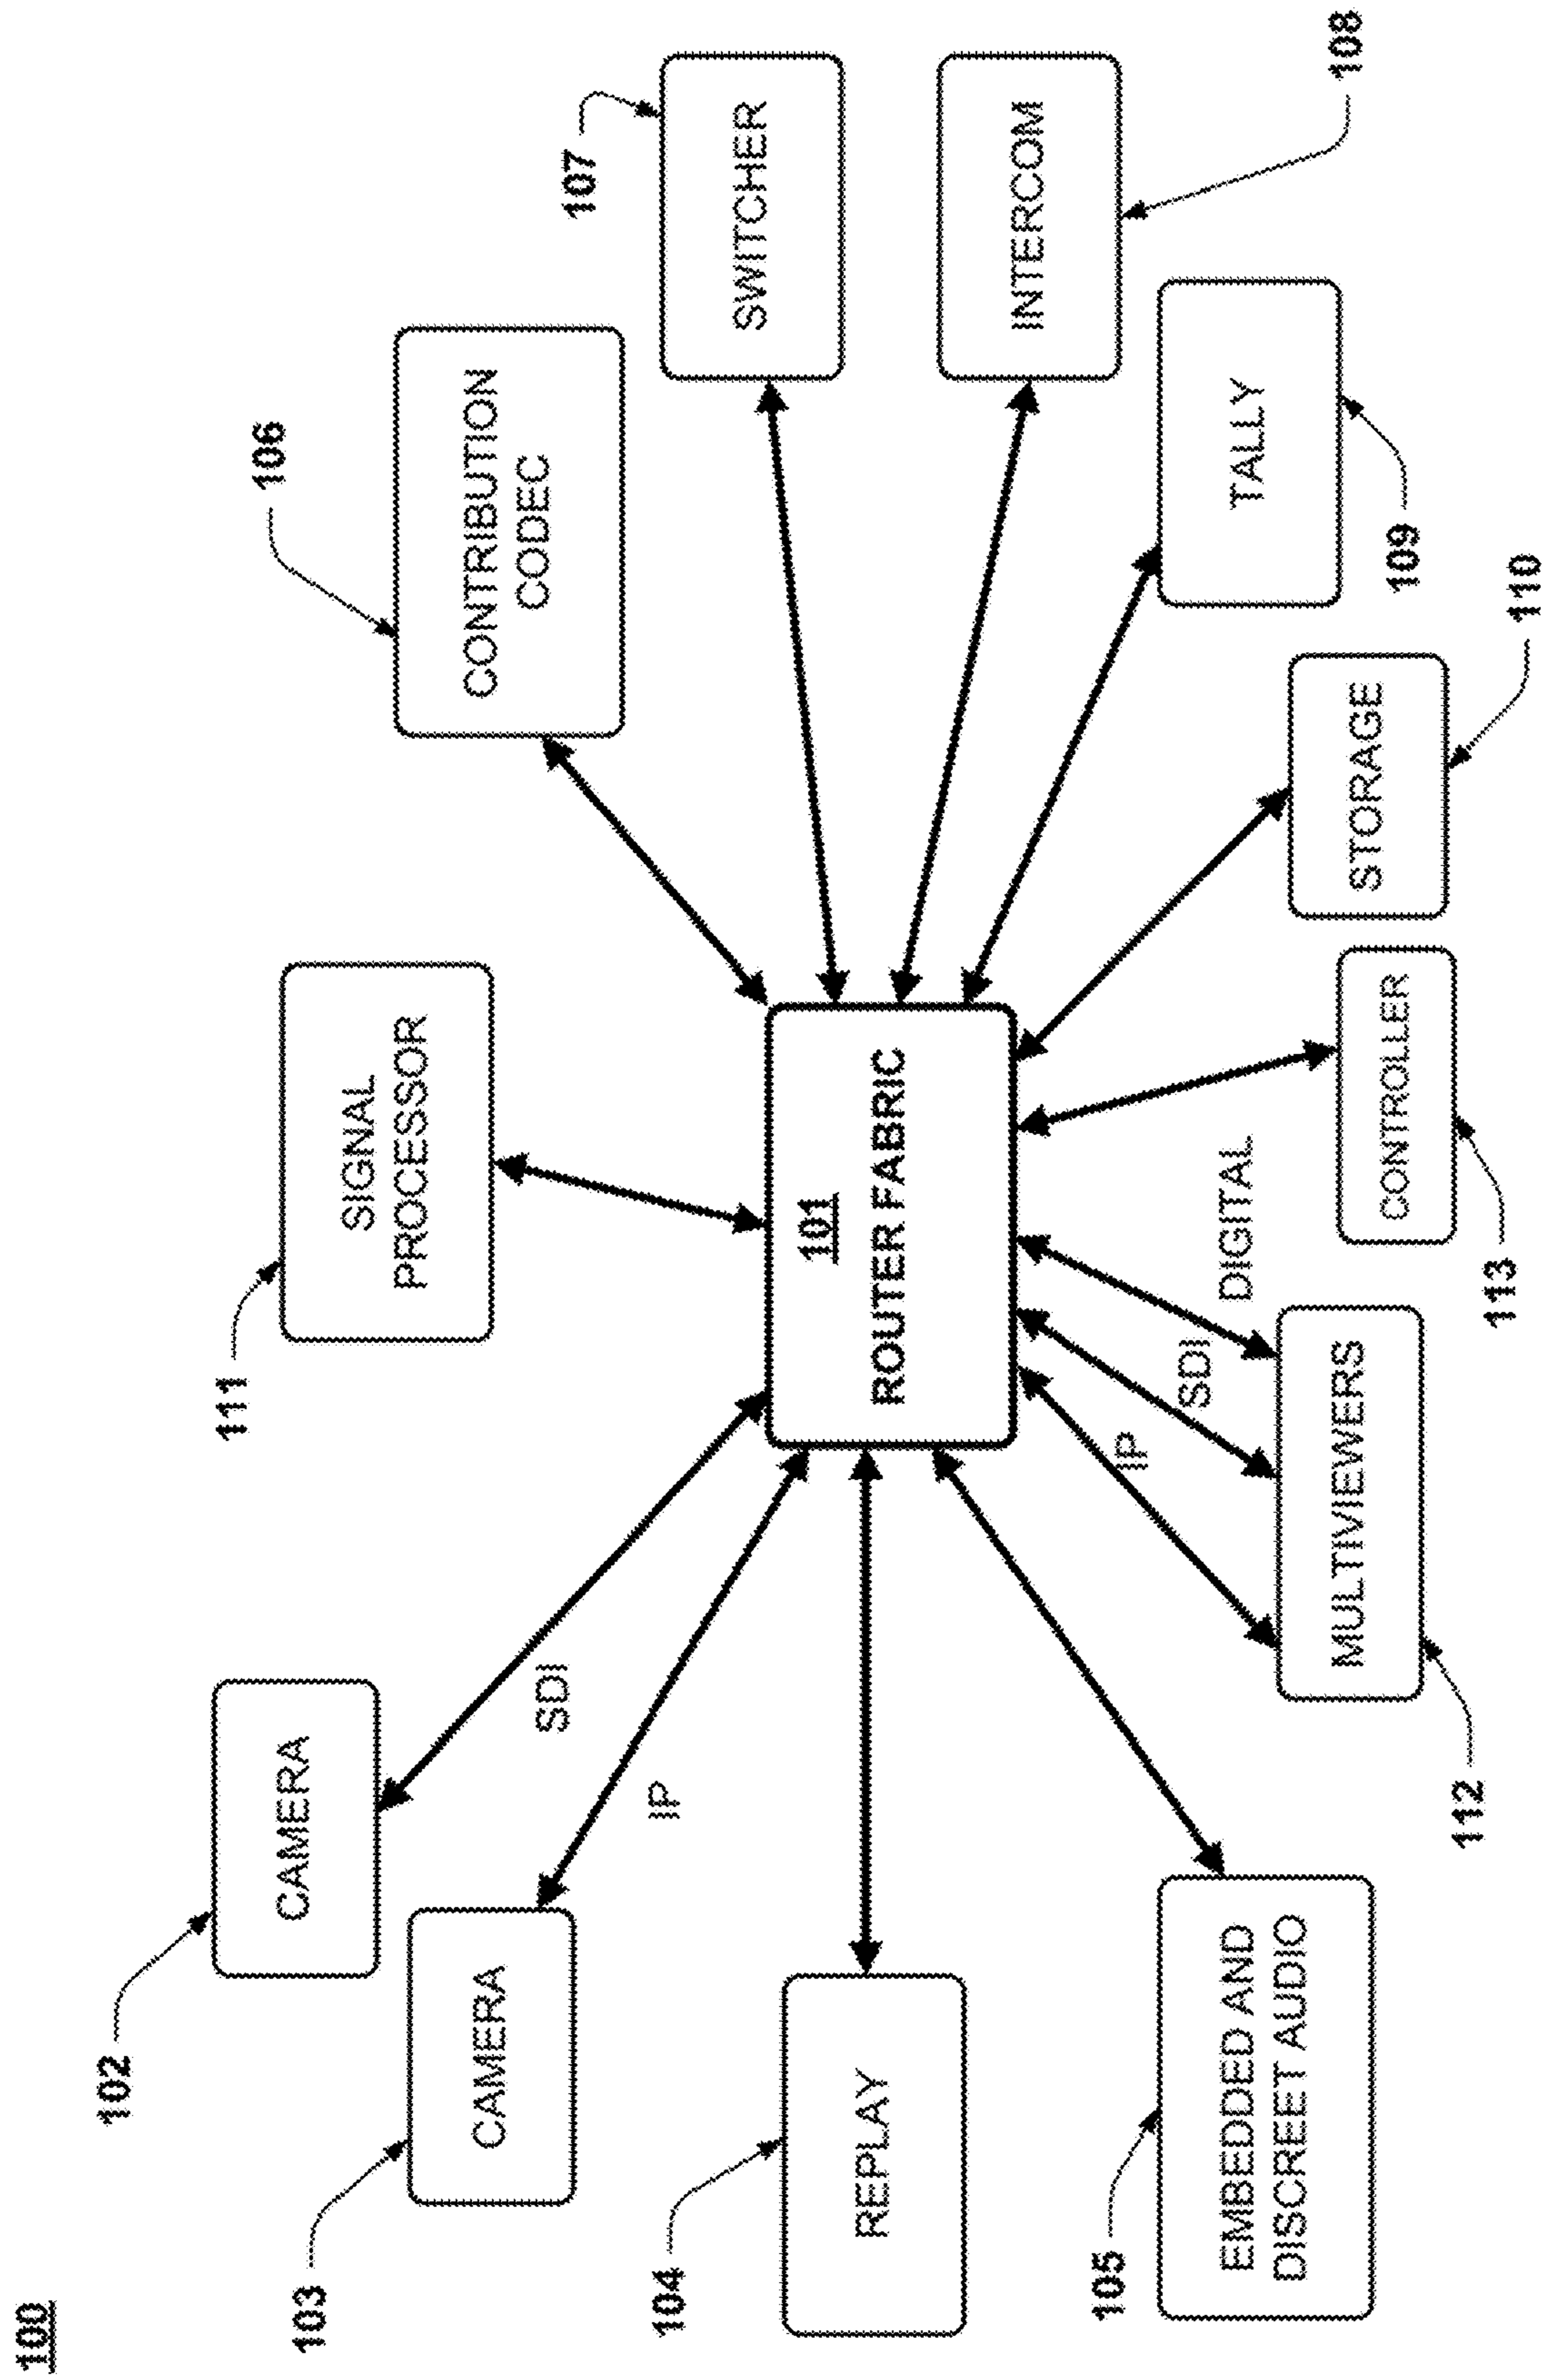 100
102
CAMERA
103
CAMERA
SDI
IP
104
REPLAY
105
EMBEDDED AND
DISCREET AUDIO
111
SIGNAL
PROCESSOR
101
ROUTER FABRIC
106
CONTRIBUTION
CODEC
107
SWITCHER
INTERCOM
108
TALLY
109
STORAGE
110
CONTROLLER
113
DIGITAL
SDI
IP
MULTIVIEWERS
112